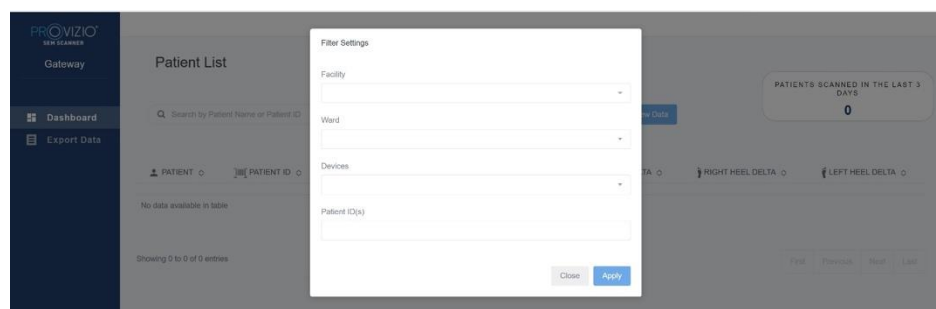 PROVIZIO
SEM SCANNER
Gateway
Dashboard
Export Data
Patient List
Search by Patient Name or Patient ID
PATIENT
PATIENT ID
No data available in table
Showing 0 to 0 of 0 entries
Filter Settings
Facility
Ward
Devices
Patient ID(s)
Close
Apply
Data
PATIENTS SCANNED IN THE LAST 3
DAYS
0
RIGHT HEEL DELTA
LEFT HEEL DELTA
First
Previous
Next
Last